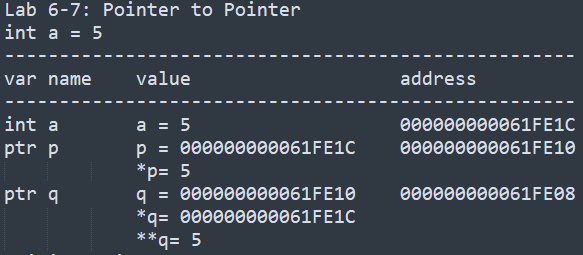 Lab 6-7: Pointer to Pointer
int a = 5
----------------------------------------------------
var name    value               address
----------------------------------------------------
int a       a = 5               000000000061FE1C
ptr p       p = 000000000061FE1C    000000000061FE10
            *p= 5
ptr q       q = 000000000061FE10    000000000061FE08
            *q= 000000000061FE1C
            **q= 5